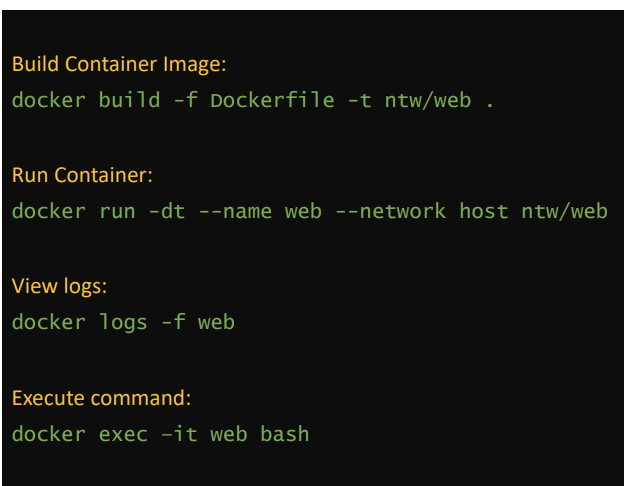 Build Container Image:
docker build -f Dockerfile -t ntw/web .
Run Container:
docker run -dt --name web --network host ntw/web
View logs:
docker logs -f web
Execute command:
docker exec –it web bash